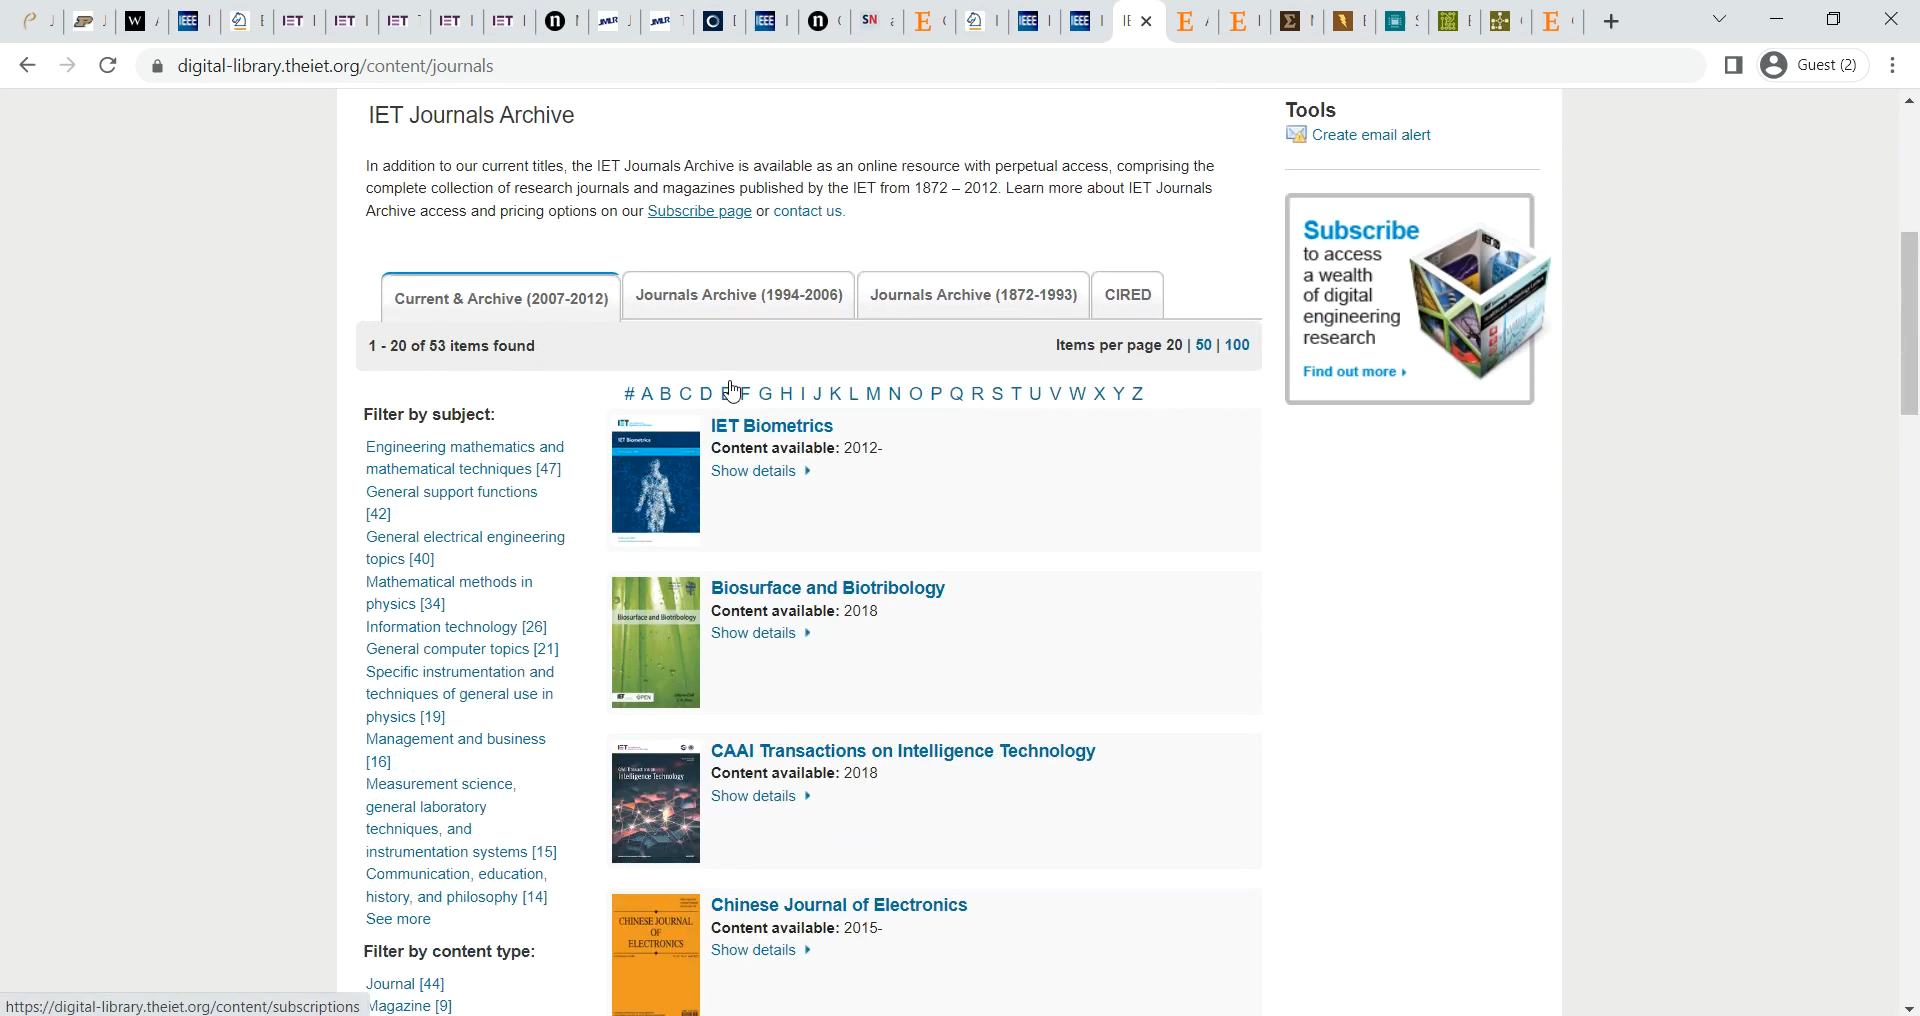 digital-library.theiet.org/content/journals
Guest (2)
IET Journals Archive
In addition to our current titles, the IET Journals Archive is available as an online resource with perpetual access, comprising the
complete collection of research journals and magazines published by the IET from 1872 – 2012. Learn more about IET Journals
Archive access and pricing options on our Subscribe page or contact us.
Current & Archive (2007-2012)
Journals Archive (1994-2006)
Journals Archive (1872-1993)
CIRED
1 - 20 of 53 items found
Items per page 20 | 50 | 100
# A B C D E F G H I J K L M N O P Q R S T U V W X Y Z
Filter by subject:
Engineering mathematics and
mathematical techniques [47]
General support functions
[42]
General electrical engineering
topics [40]
Mathematical methods in
physics [34]
Information technology [26]
General computer topics [21]
Specific instrumentation and
techniques of general use in
physics [19]
Management and business
[16]
Measurement science,
general laboratory
techniques, and
instrumentation systems [15]
Communication, education,
history, and philosophy [14]
See more
Filter by content type:
Journal [44]
Magazine [9]
IET Biometrics
IET Biometrics
Content available: 2012-
Show details
Biosurface and Biotribology
Biosurface and Biotribology
Content available: 2018
Show details
CAAI Transactions on
Intelligence Technology
CAAI Transactions on Intelligence Technology
Content available: 2018
Show details
CHINESE JOURNAL
OF
ELECTRONICS
Chinese Journal of Electronics
Content available: 2015-
Show details
Tools
Create email alert
Subscribe
to access
a wealth
of digital
engineering
research
Find out more
https://digital-library.theiet.org/content/subscriptions